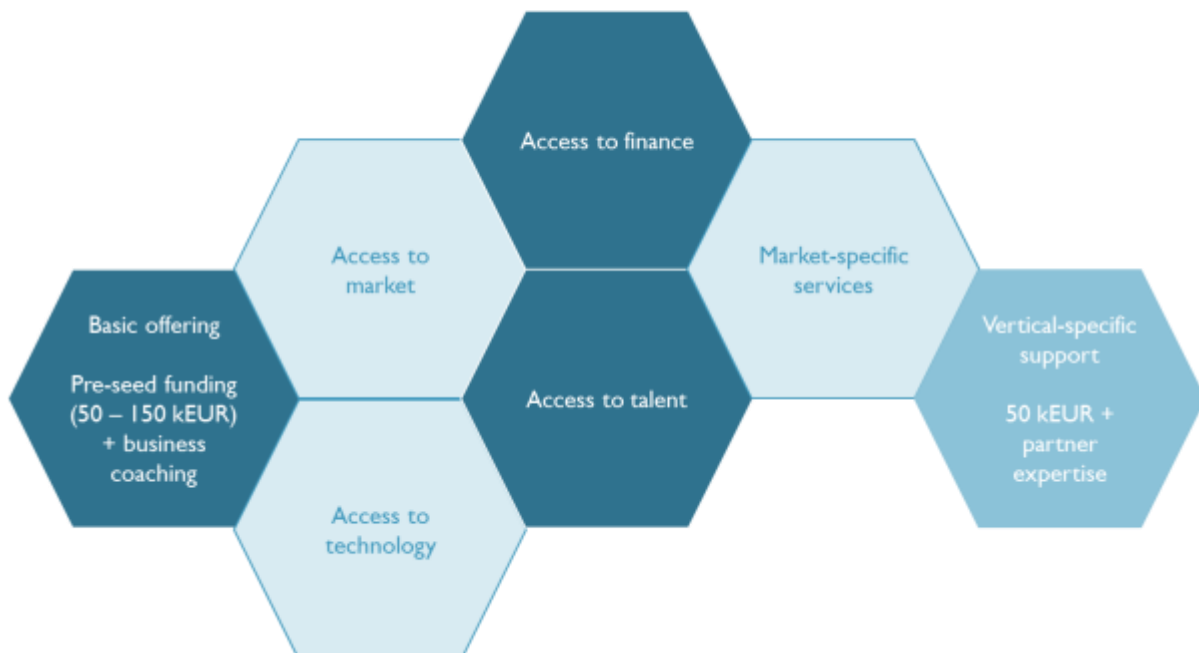 Access to finance
Access to
market
Market-specific
services
Basic offering
Pre-seed funding
(50 – 150 kEUR)
+ business
coaching
Access to talent
Vertical-specific
support
50 kEUR +
partner
expertise
Access to
technology